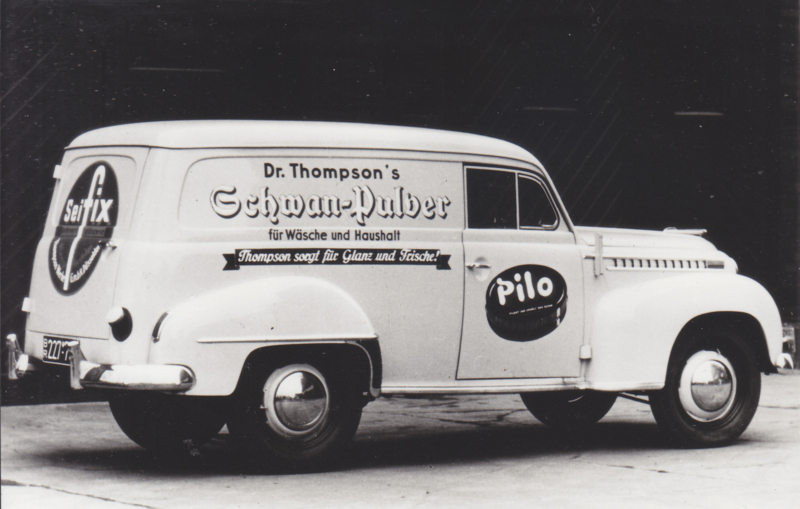 Dr. Thompson's
Schwan-Pulver
für Wäsche und Haushalt
Thompson sorgt für Glanz und Frische!
Seifix
Pilo